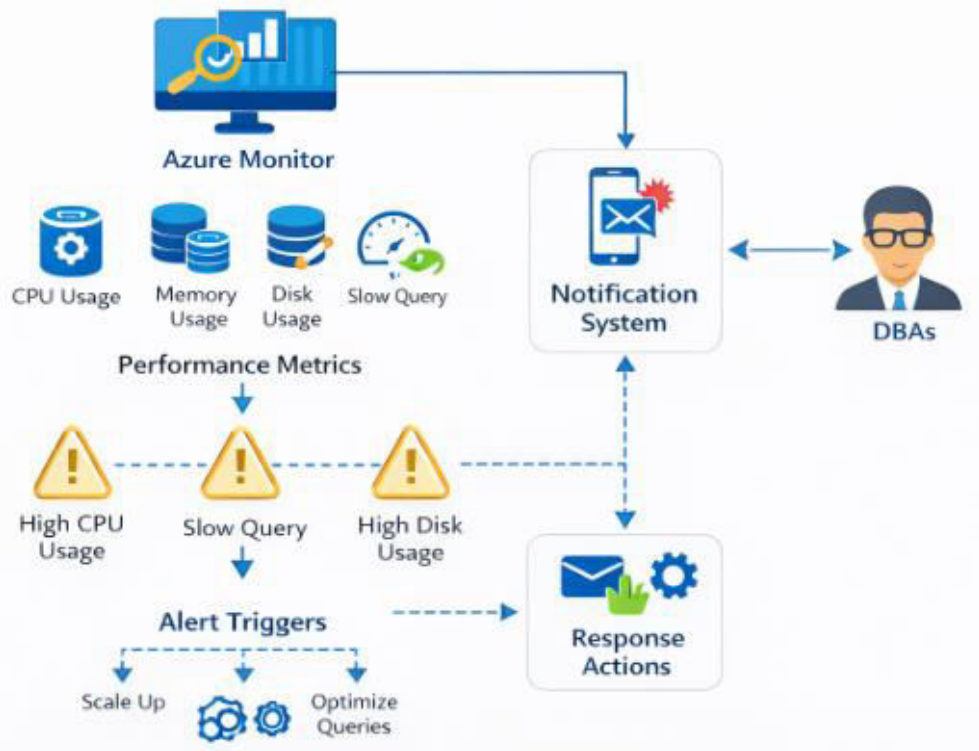 Azure Monitor
CPU Usage
Memory
Usage
Disk
Usage
Slow Query
Performance Metrics
Notification
System
DBAs
High CPU
Usage
Slow Query
High Disk
Usage
Alert Triggers
Scale Up
Optimize
Queries
Response
Actions